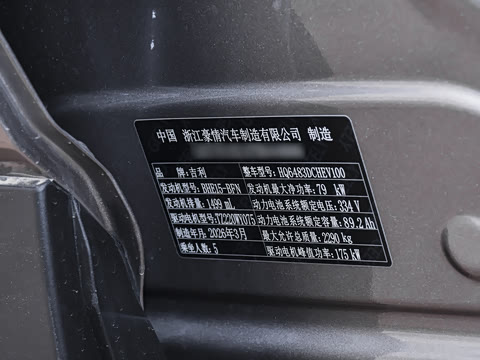 中国 浙江豪情汽车制造有限公司 制造
品 牌:吉利 整车型号:HQ6483DCHEV100
发动机型号:BHE15-BFN 发动机最大净功率:79 kW
发动机排量:1499 mL 动力电池系统额定电压:334 V
驱动电机型号:TZ220W1075 动力电池系统额定容量:89.2 Ah
制造年月:2026年3月 最大允许总质量:2290 kg
乘坐人数:5 驱动电机峰值功率:175 kW